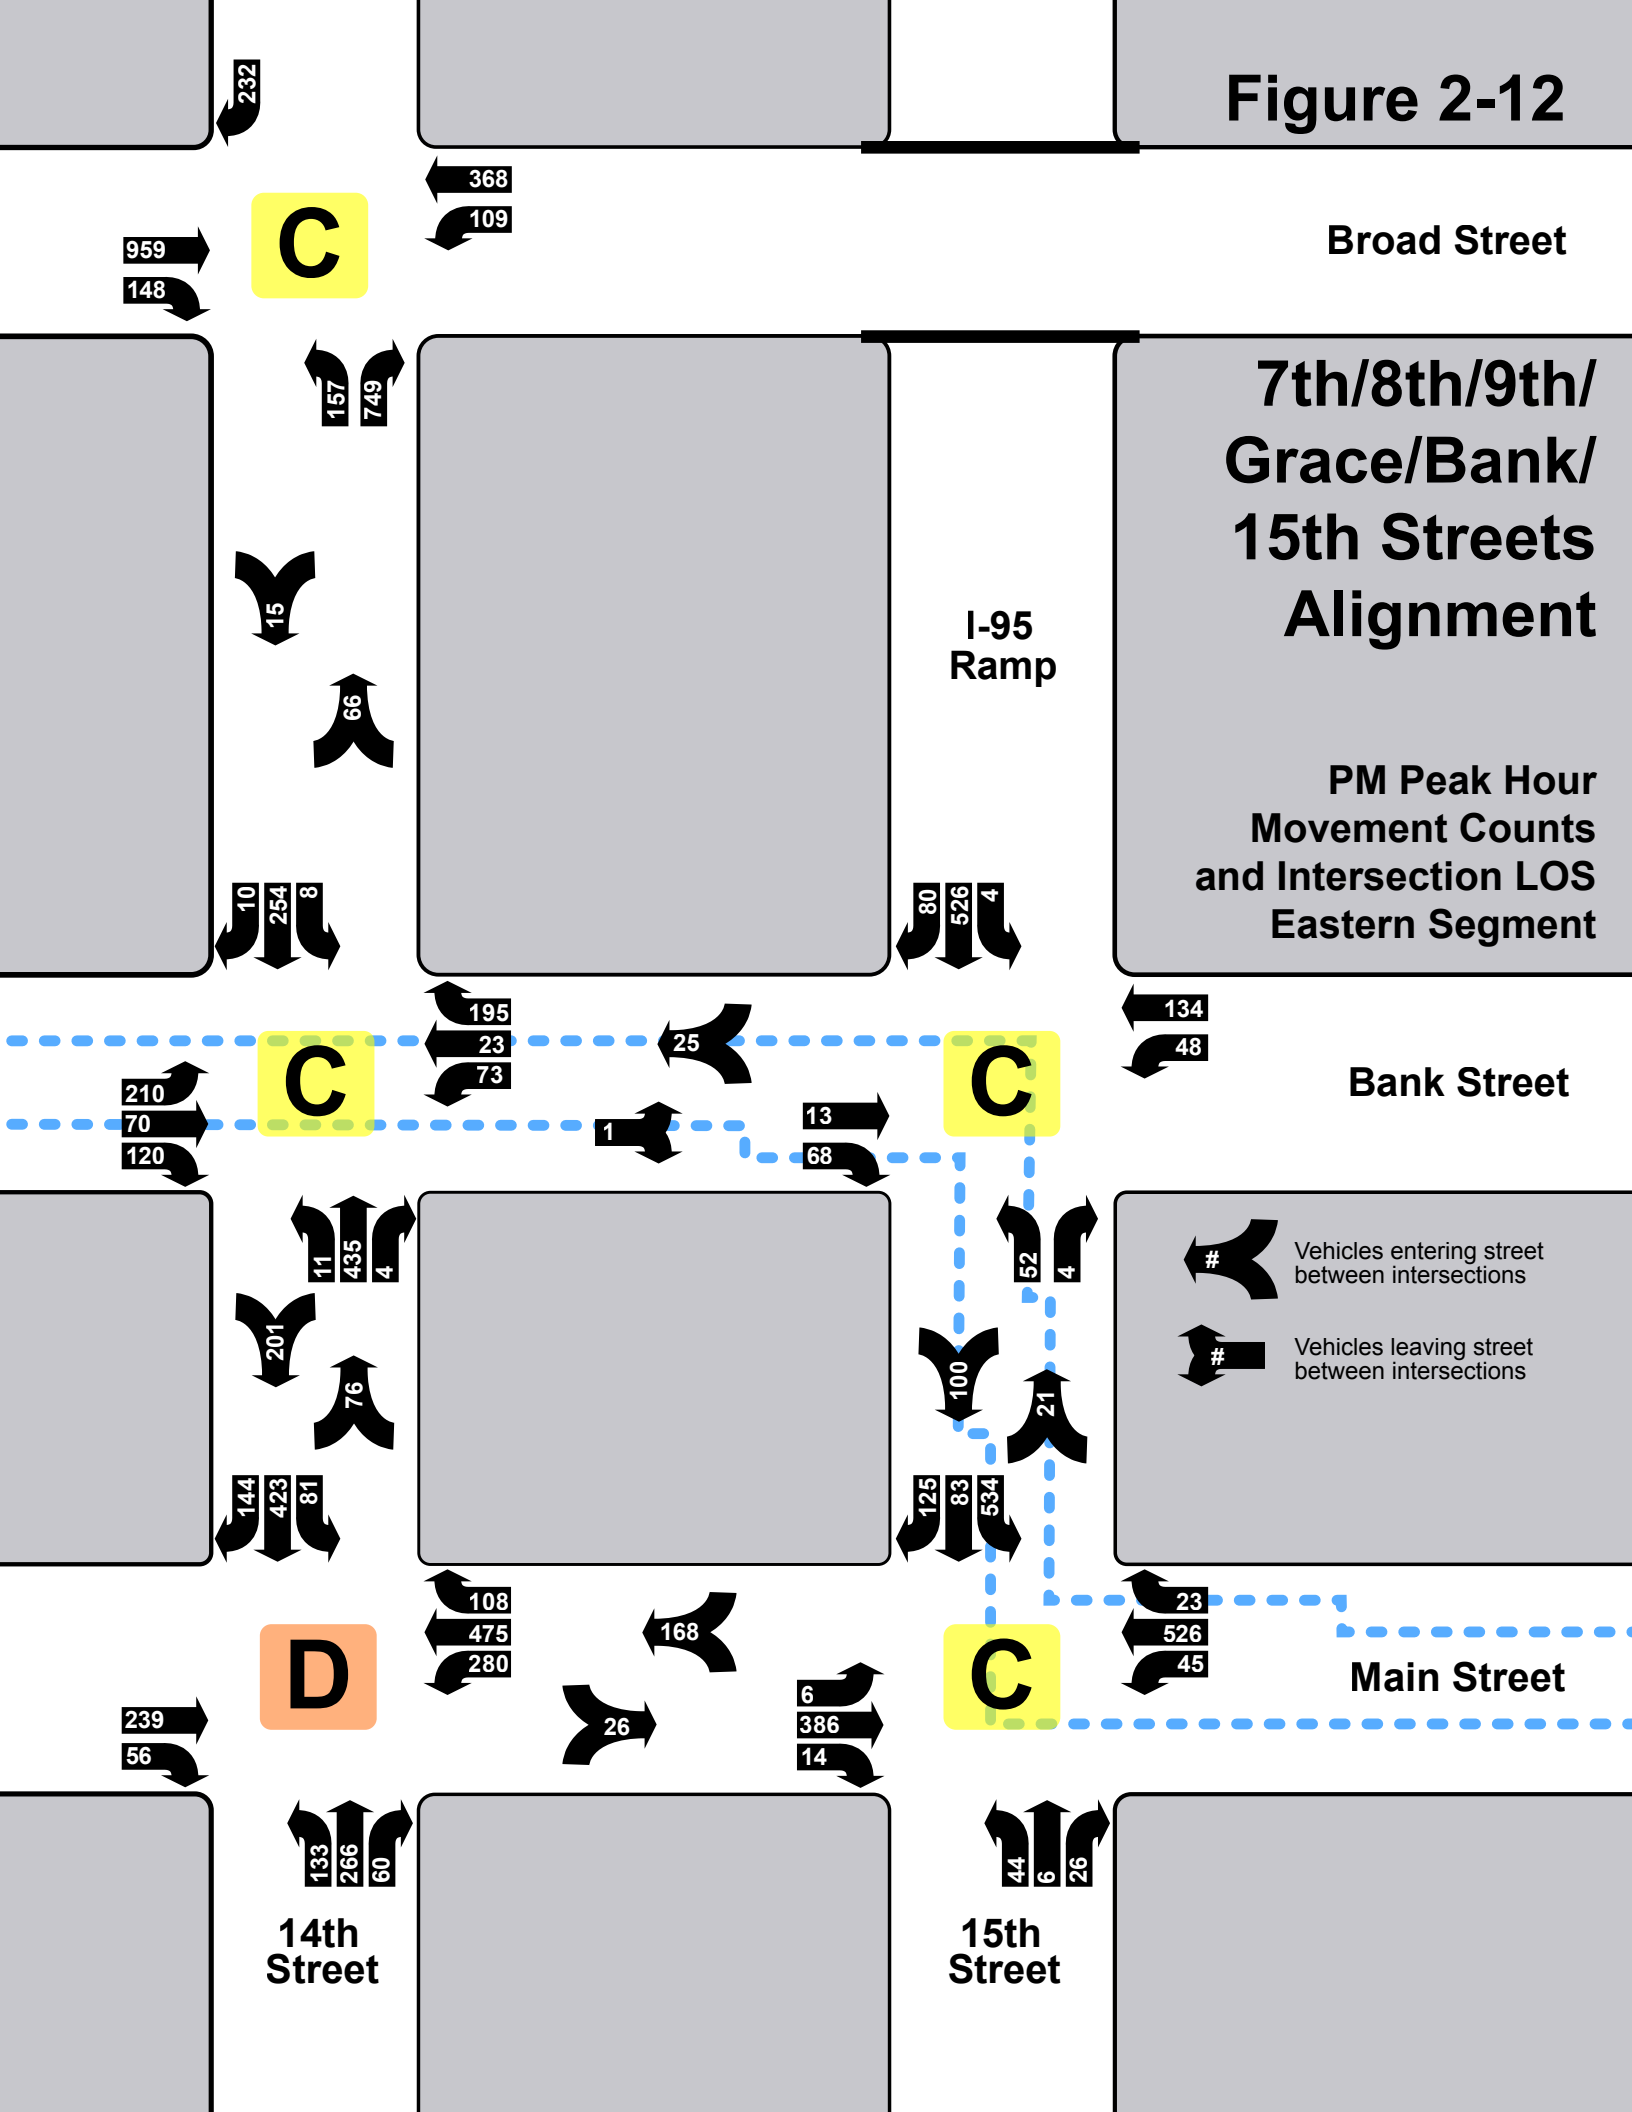 Figure 2-12
232
368
109
Broad Street
C
959
148
157
749
7th/8th/9th/
Grace/Bank/
15th Streets
Alignment
15
I-95
Ramp
66
PM Peak Hour
Movement Counts
and Intersection LOS
Eastern Segment
10
254
8
80
526
4
195
23
73
25
134
48
C
C
Bank Street
210
70
120
1
13
68
11
435
4
52
4
#
Vehicles entering street
between intersections
201
76
100
21
#
Vehicles leaving street
between intersections
144
423
81
125
83
534
108
475
280
168
23
526
45
D
C
Main Street
239
56
26
6
386
14
133
266
60
44
6
26
14th
Street
15th
Street